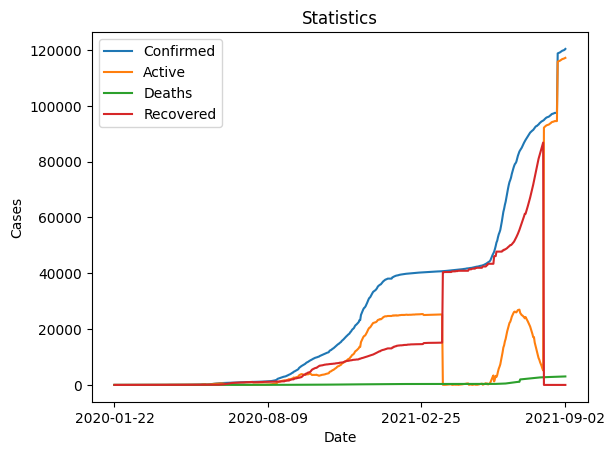 Statistics
Confirmed
Active
Deaths
Recovered
120000
100000
80000
60000
40000
20000
0
Cases
2020-01-22
2020-08-09
2021-02-25
2021-09-02
Date